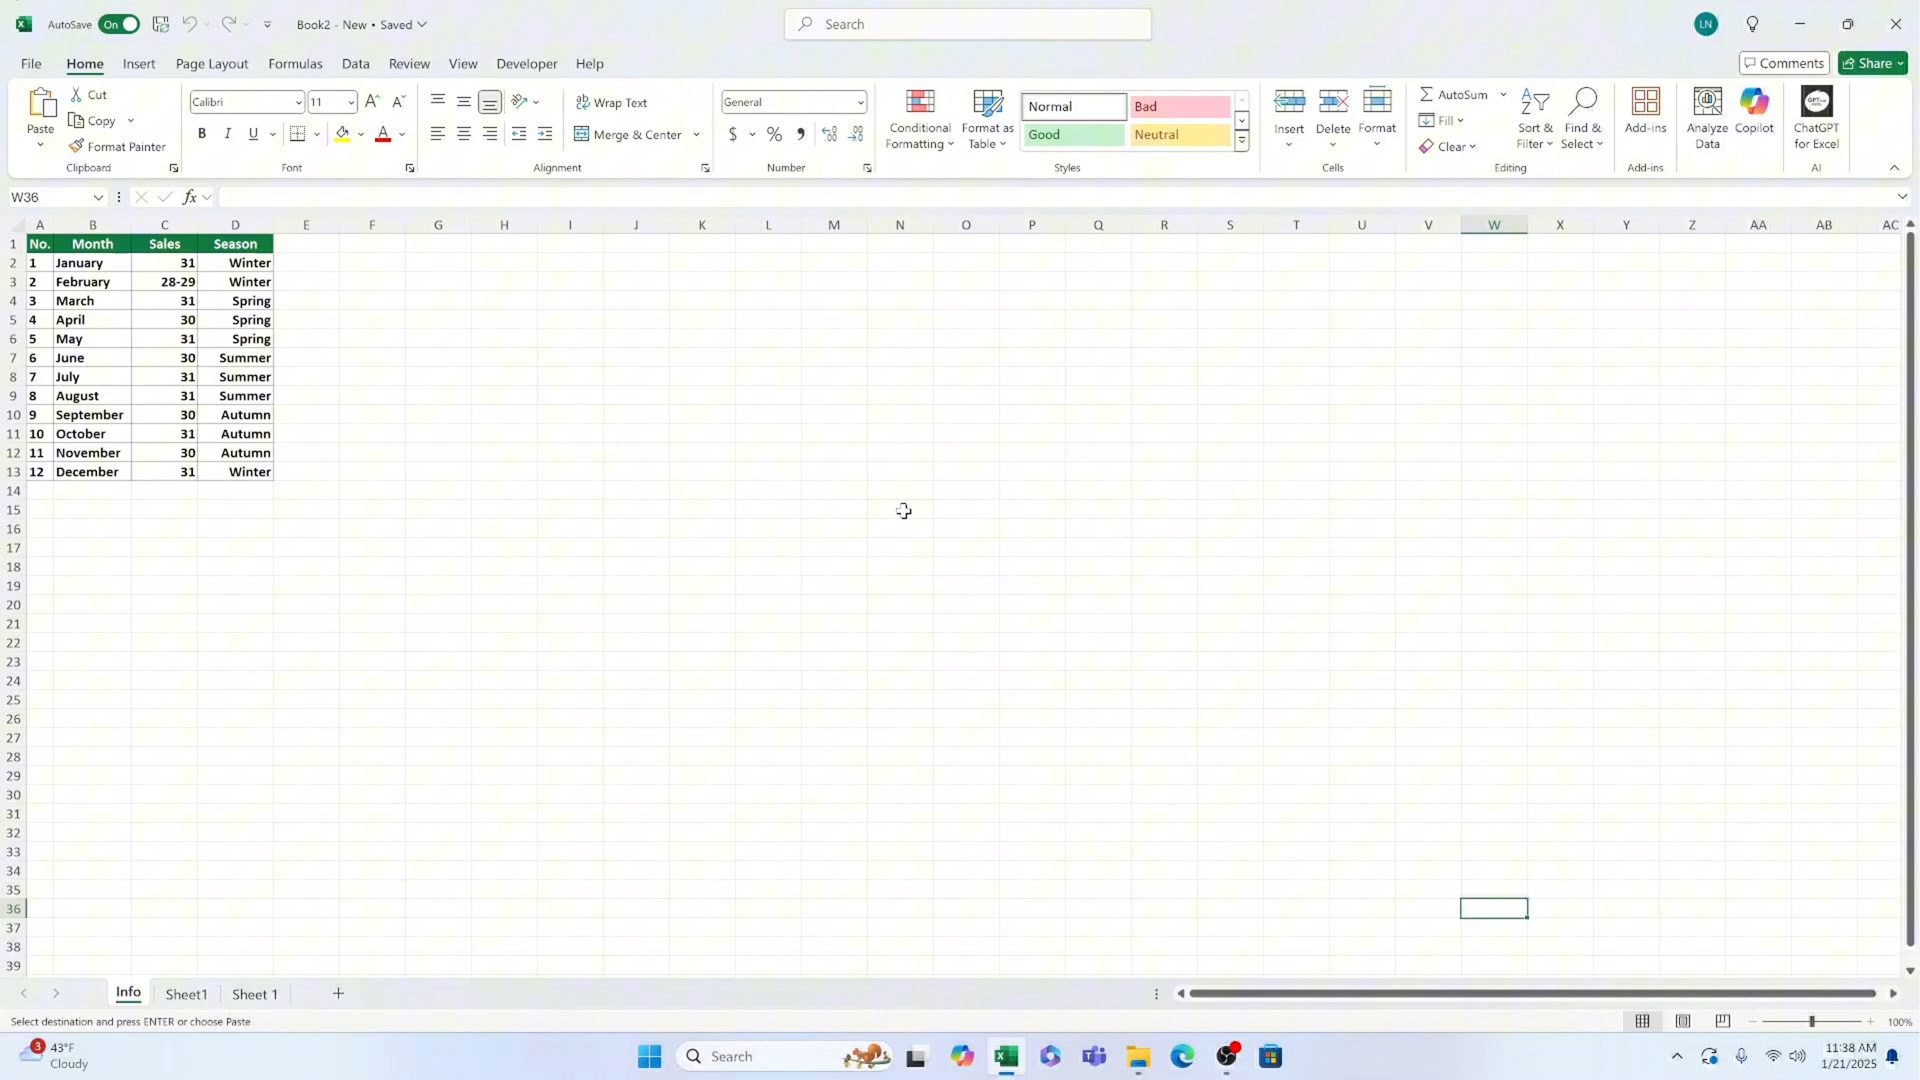 AutoSave On Book2 - New • Saved Search LN
File Home Insert Page Layout Formulas Data Review View Developer Help Comments Share
Paste Cut Copy Format Painter
Calibri 11
B I U
Wrap Text
Merge & Center
General
$ %
Conditional Formatting
Format as Table
Normal Bad
Good Neutral
Insert Delete Format
AutoSum
Fill
Clear
Sort & Filter
Find & Select
Add-ins
Analyze Data
Copilot
GPT FOR EXCEL
ChatGPT for Excel
Clipboard Font Alignment Number Styles Cells Editing Add-ins AI
W36 fx
A B C D E F G H I J K L M N O P Q R S T U V W X Y Z AA AB AC
1 No. Month Sales Season
2 1 January 31 Winter
3 2 February 28-29 Winter
4 3 March 31 Spring
5 4 April 30 Spring
6 5 May 31 Spring
7 6 June 30 Summer
8 7 July 31 Summer
9 8 August 31 Summer
10 9 September 30 Autumn
11 10 October 31 Autumn
12 11 November 30 Autumn
13 12 December 31 Winter
14
15
16
17
18
19
20
21
22
23
24
25
26
27
28
29
30
31
32
33
34
35
36
37
38
39
Info Sheet1 Sheet 1
Select destination and press ENTER or choose Paste 100%
3 43°F
Cloudy
Search
11:38 AM
1/21/2025